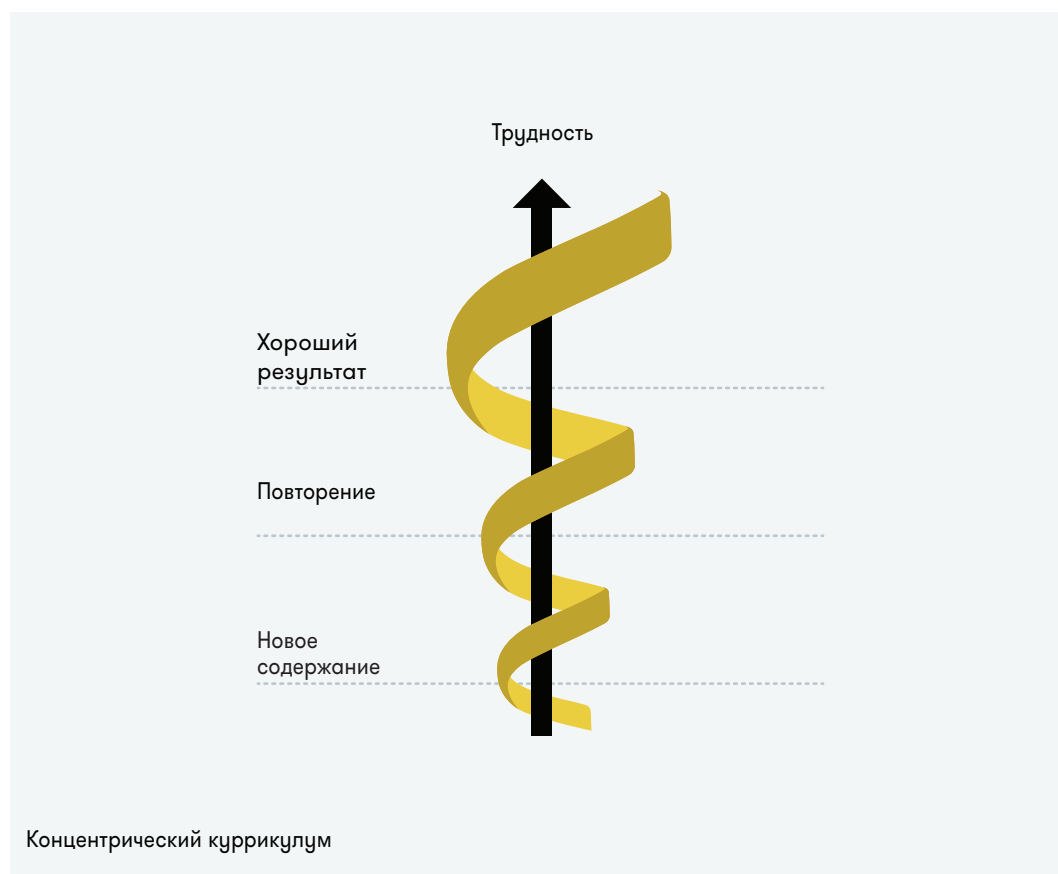 Трудность
Хороший
результат
Повторение
Новое
содержание
Концентрический куррикулум